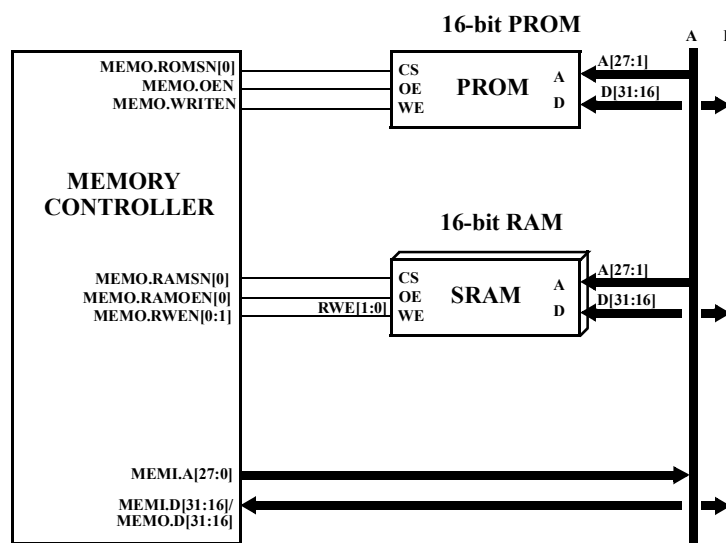 16-bit PROM
A
MEMO.ROMSN[0]
MEMO.OEN
MEMO.WRITEN
CS
OE
WE
PROM
A
D
A[27:1]
D[31:16]
MEMORY
CONTROLLER
16-bit RAM
MEMO.RAMSN[0]
MEMO.RAMOEN[0]
MEMO.RWEN[0:1]
RWE[1:0]
CS
OE
WE
SRAM
A
D
A[27:1]
D[31:16]
MEMI.A[27:0]
MEMI.D[31:16]/
MEMO.D[31:16]
A